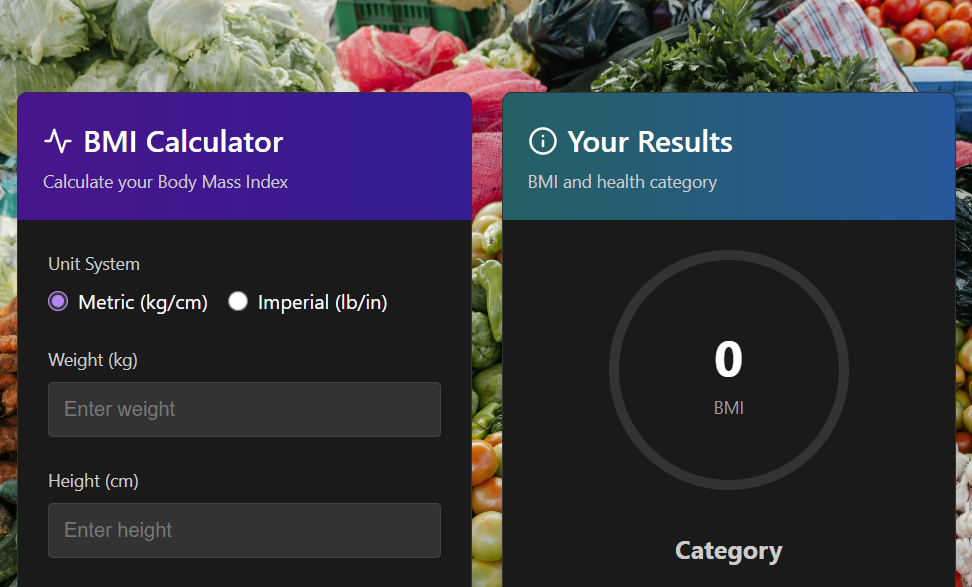 BMI Calculator
Calculate your Body Mass Index
Unit System
Metric (kg/cm) Imperial (lb/in)
Weight (kg)
Enter weight
Height (cm)
Enter height
Your Results
BMI and health category
0
BMI
Category